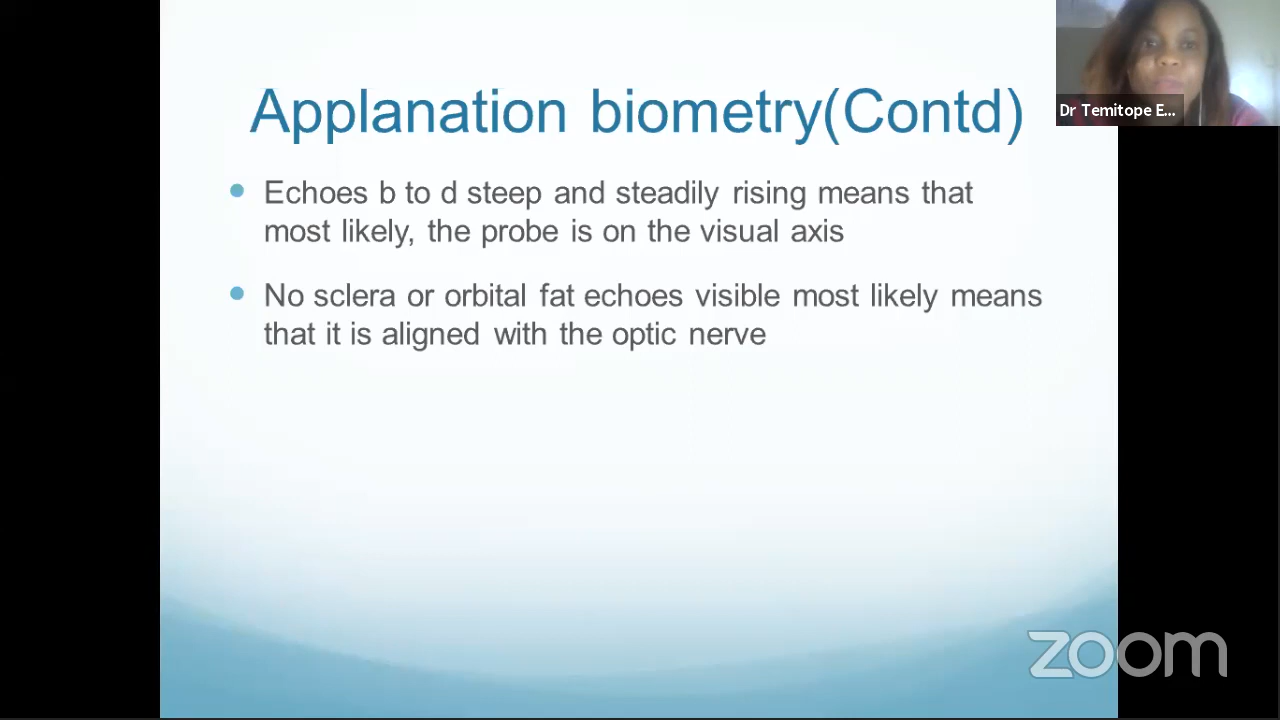 Applanation biometry(Contd)
Dr Temitope E...
Echoes b to d steep and steadily rising means that
most likely, the probe is on the visual axis
No sclera or orbital fat echoes visible most likely means
that it is aligned with the optic nerve
zoom